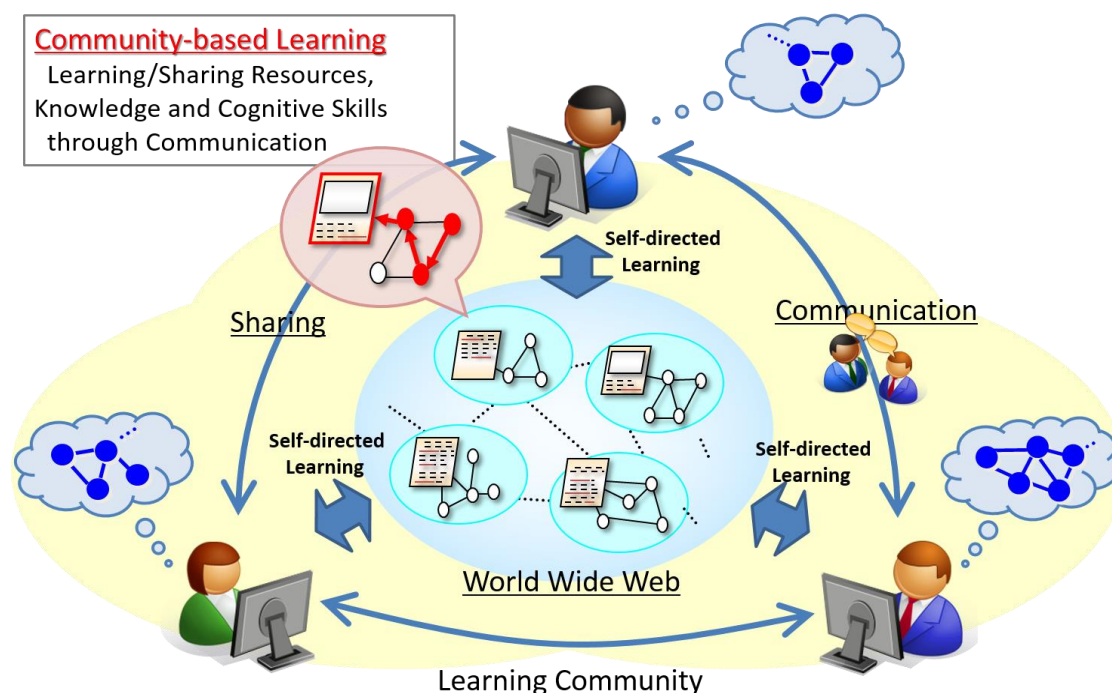 Community-based Learning
Learning/Sharing Resources,
Knowledge and Cognitive Skills
through Communication
Self-directed
Learning
Sharing
Communication
Self-directed
Learning
Self-directed
Learning
World Wide Web
Learning Community